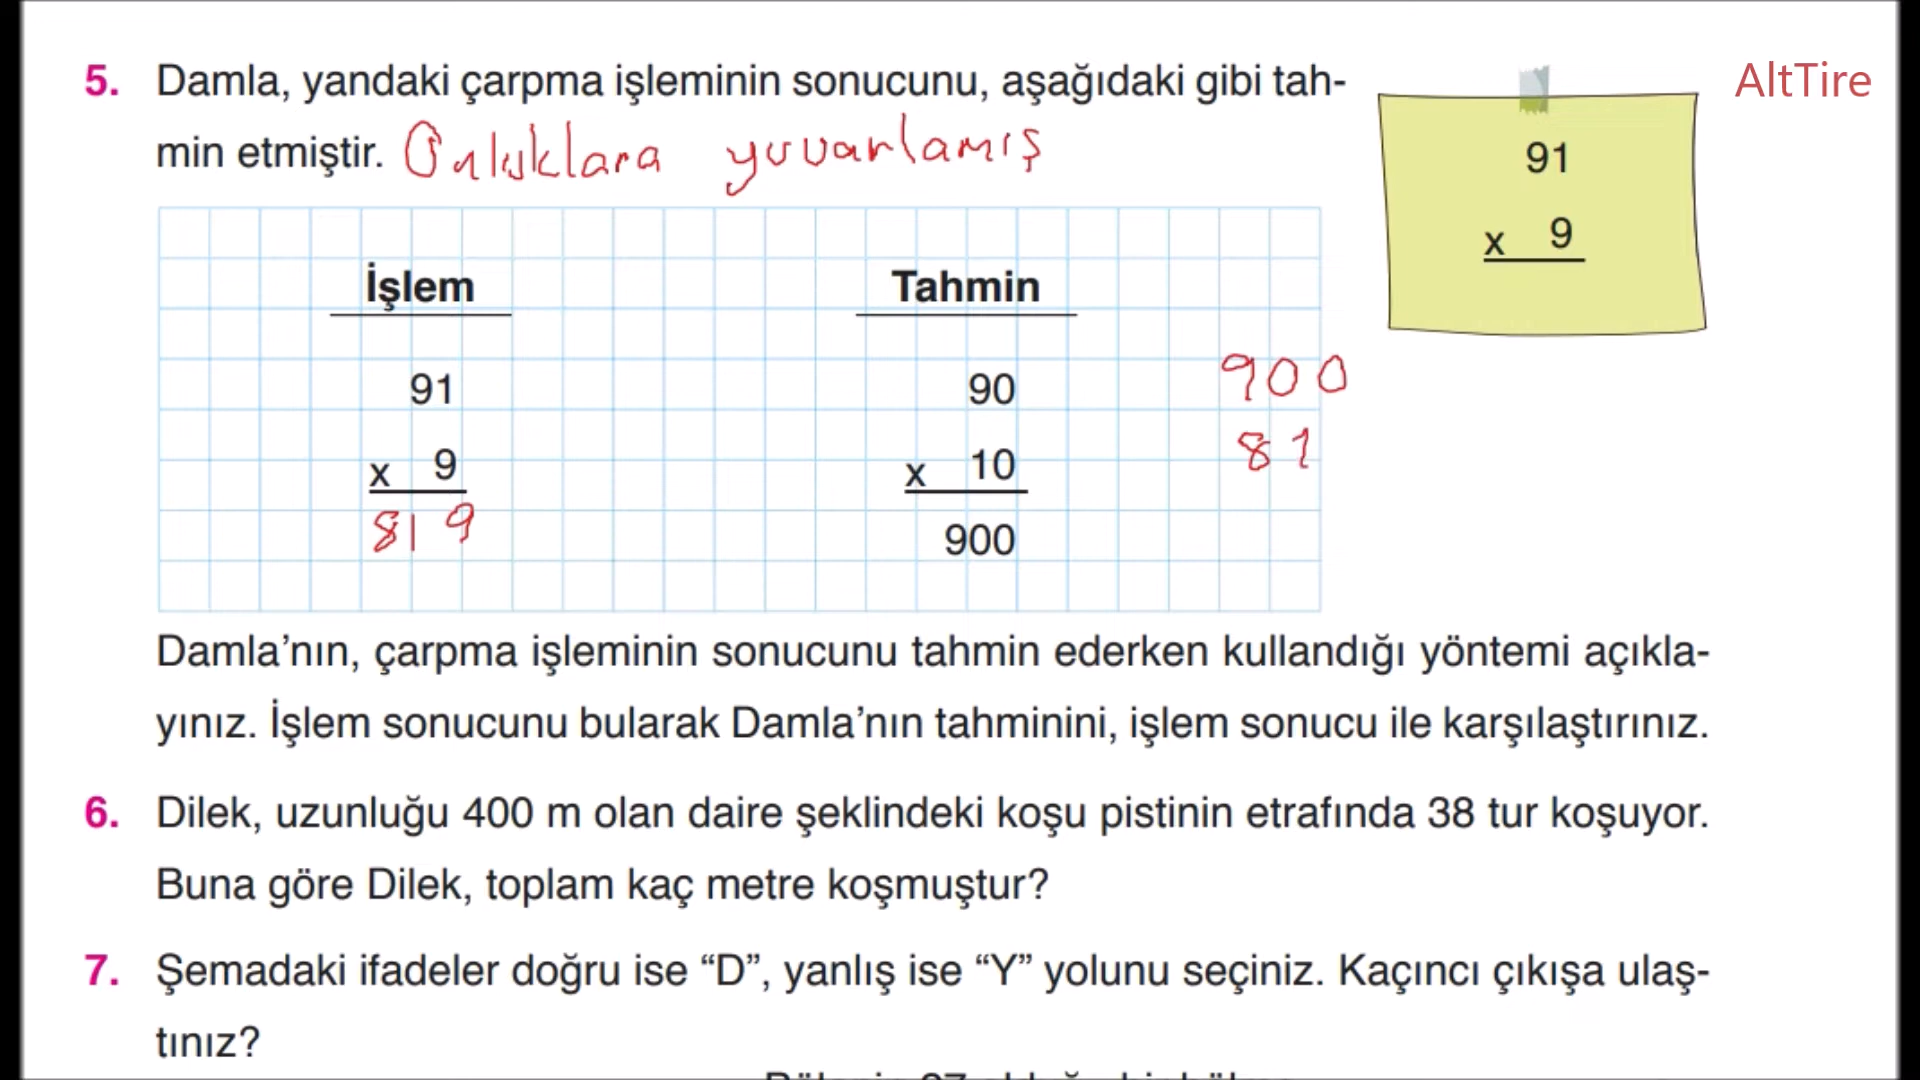 AltTire
5. Damla, yandaki çarpma işleminin sonucunu, aşağıdaki gibi tah-
min etmiştir. Onluklara yuvarlamış
91
x 9
İşlem Tahmin
91 90 900
x 9 x 10 81
819 900
Damla’nın, çarpma işleminin sonucunu tahmin ederken kullandığı yöntemi açıkla-
yınız. İşlem sonucunu bularak Damla’nın tahminini, işlem sonucu ile karşılaştırınız.
6. Dilek, uzunluğu 400 m olan daire şeklindeki koşu pistinin etrafında 38 tur koşuyor.
Buna göre Dilek, toplam kaç metre koşmuştur?
7. Şemadaki ifadeler doğru ise “D”, yanlış ise “Y” yolunu seçiniz. Kaçıncı çıkışa ulaş-
tınız?